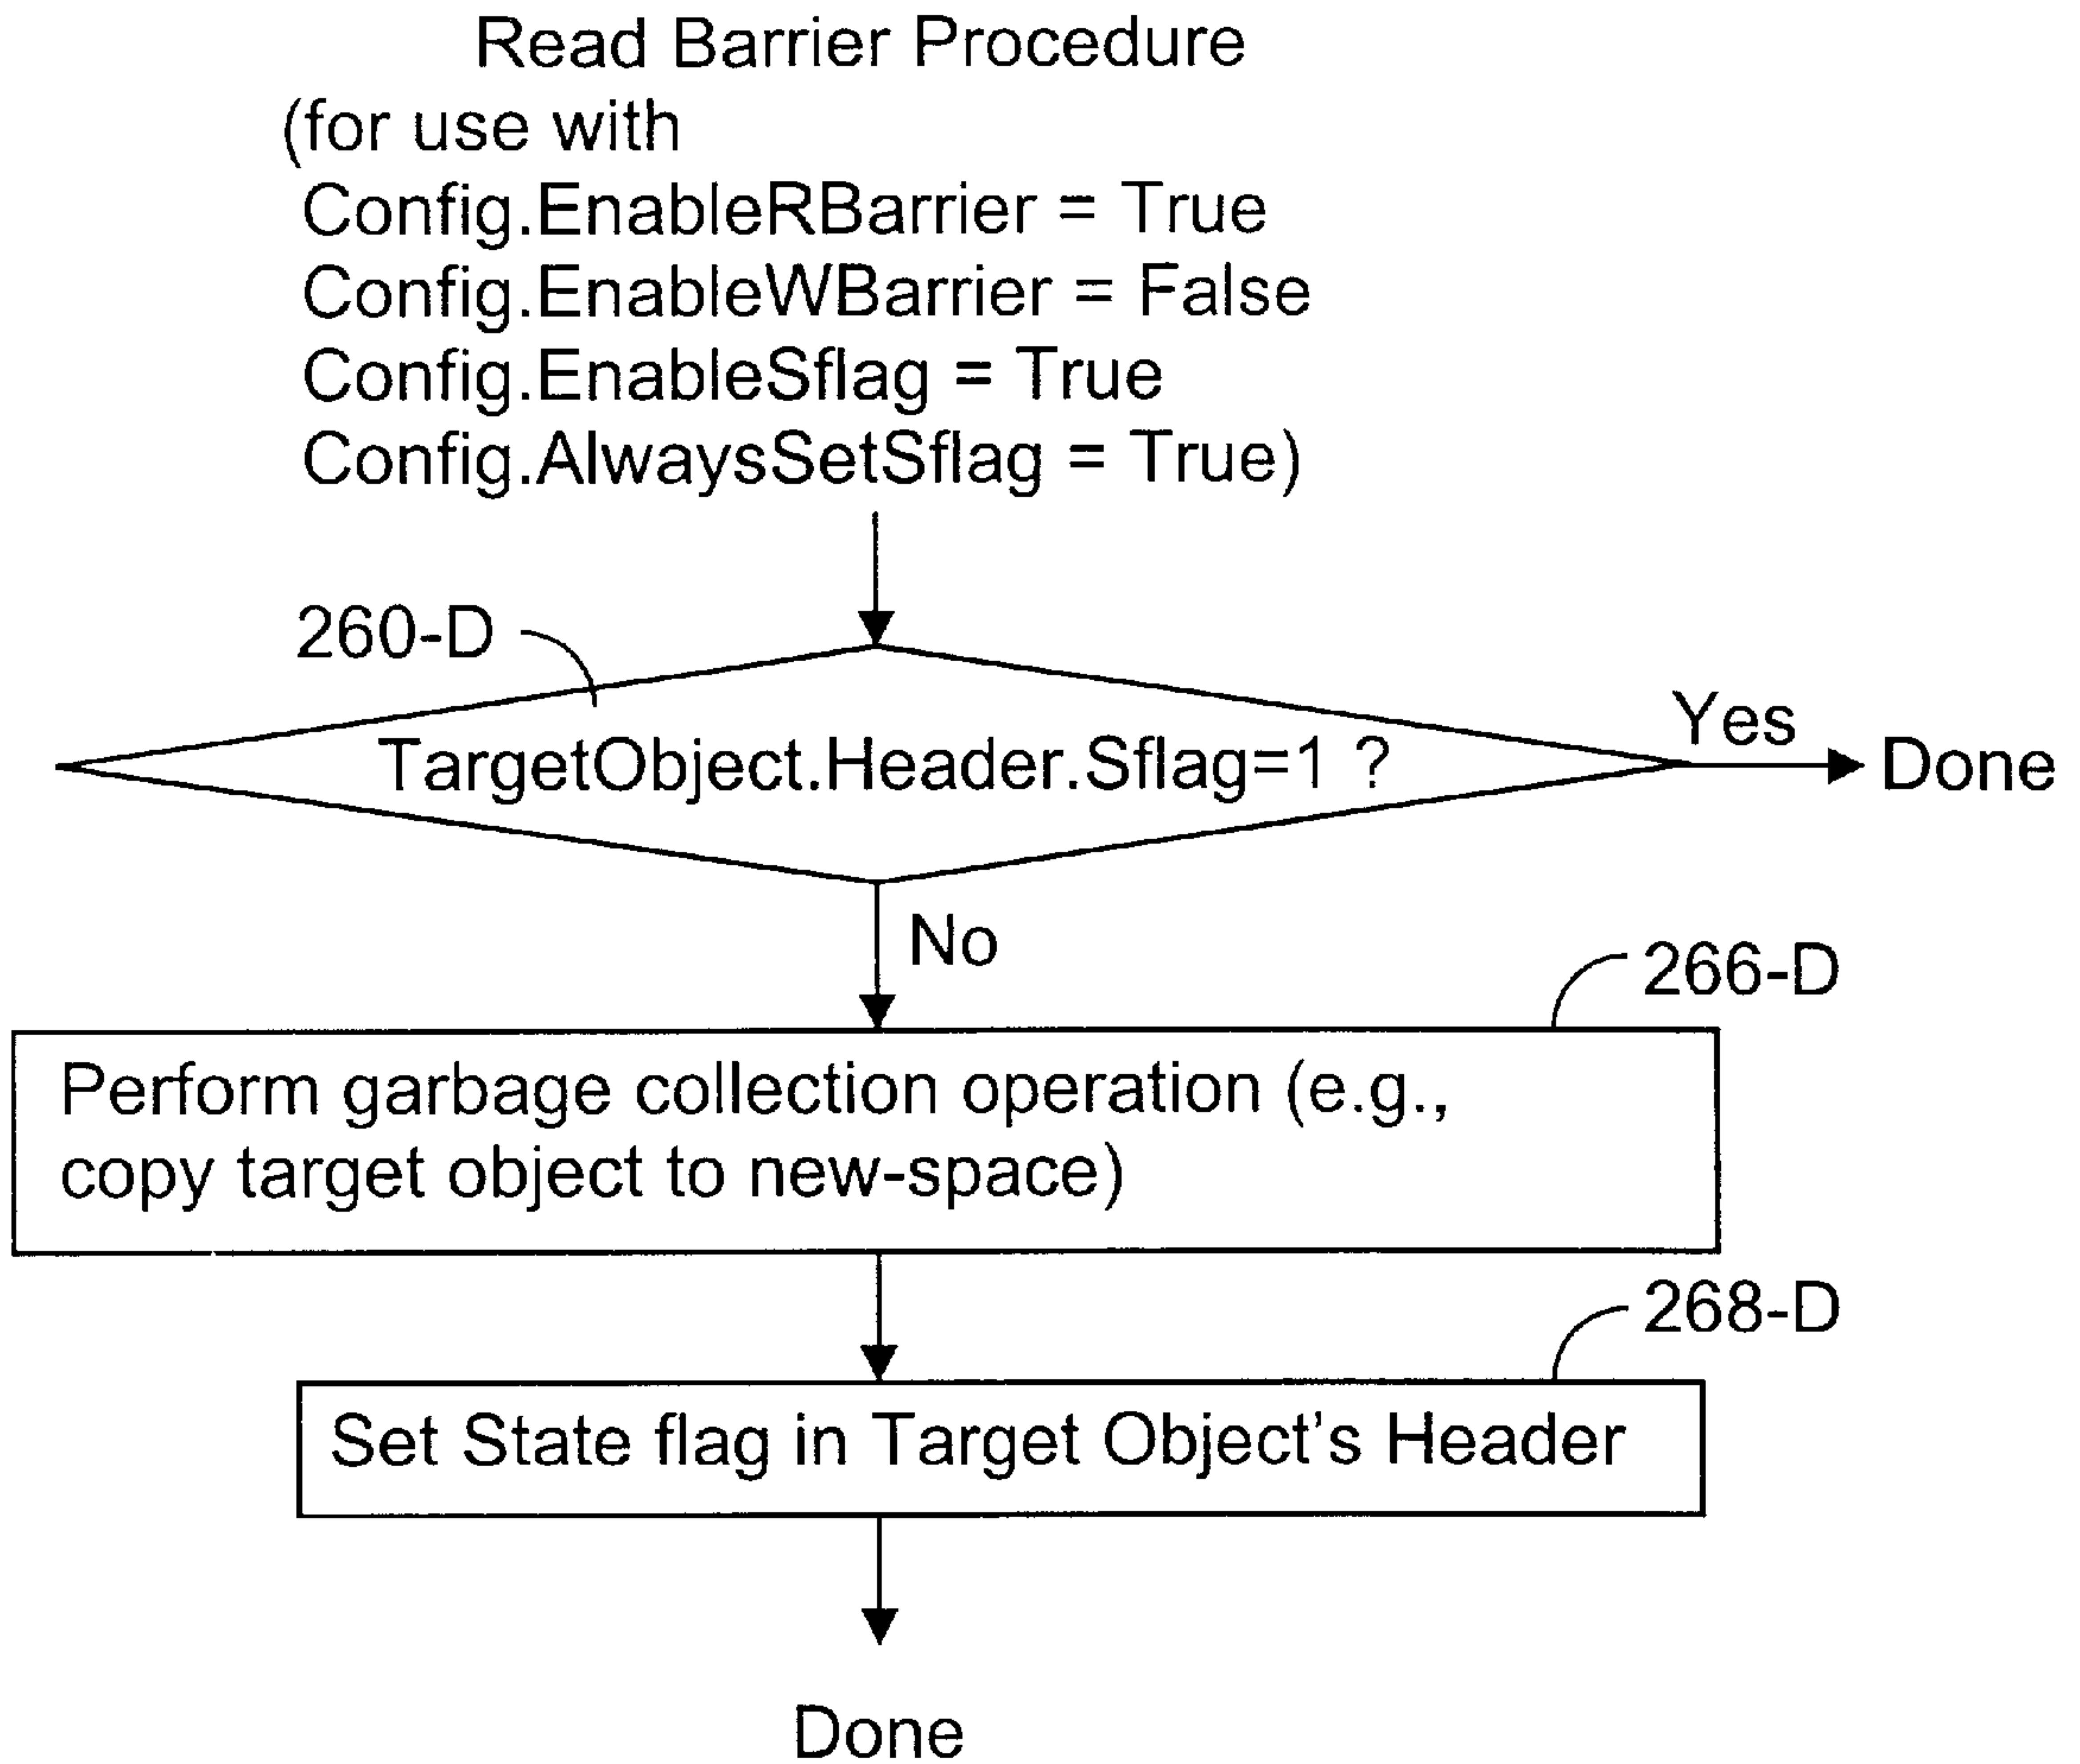 Read Barrier Procedure
(for use with
Config.EnableRBarrier = True
Config.EnableWBarrier = False
Config.EnableSflag = True
Config.AlwaysSetSflag = True)
260-D
TargetObject.Header.Sflag=1 ?
Yes
Done
No
266-D
Perform garbage collection operation (e.g.,
copy target object to new-space)
268-D
Set State flag in Target Object's Header
Done